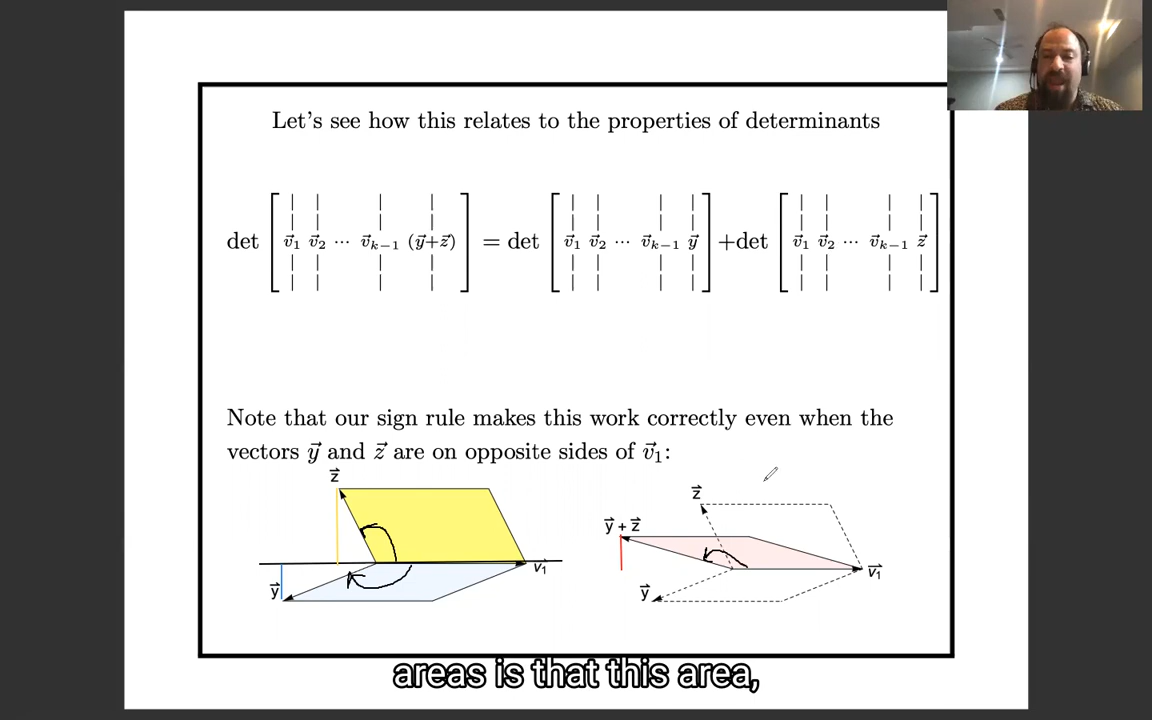 Let's see how this relates to the properties of determinants
det [v⃗₁ v⃗₂ ⋯ v⃗ₖ₋₁ (y⃗+z⃗)] = det [v⃗₁ v⃗₂ ⋯ v⃗ₖ₋₁ y⃗] +det [v⃗₁ v⃗₂ ⋯ v⃗ₖ₋₁ z⃗]
Note that our sign rule makes this work correctly even when the
vectors y⃗ and z⃗ are on opposite sides of v⃗₁:
z⃗
v⃗₁
y⃗
z⃗
y⃗ + z⃗
v⃗₁
y⃗
areas is that this area,